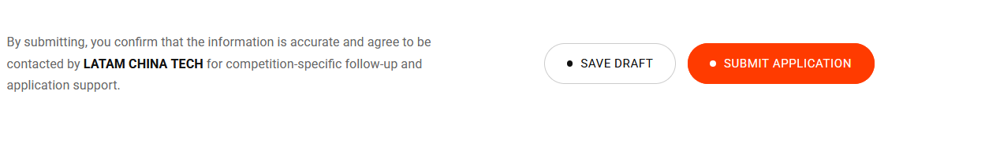 By submitting, you confirm that the information is accurate and agree to be
contacted by LATAM CHINA TECH for competition-specific follow-up and
application support.
SAVE DRAFT
SUBMIT APPLICATION